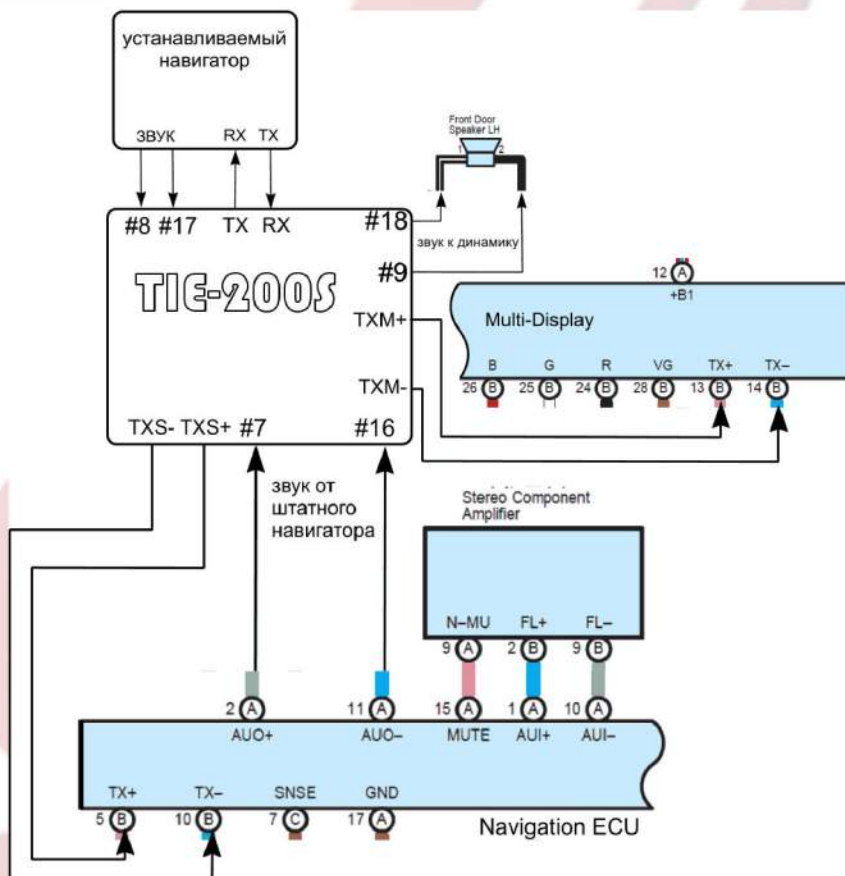 устанавливаемый
навигатор
ЗВУК RX TX
#8 #17 TX RX
#18
Front Door
Speaker LH
1 2
звук к динамику
#9
TIE-200S
TXM+
TXM-
TXS- TXS+ #7 #16
12 A
+B1
Multi-Display
B G R VG TX+ TX–
26 B 25 B 24 B 28 B 13 B 14 B
звук от
штатного
навигатора
Stereo Component
Amplifier
N–MU FL+ FL–
9 A 2 B 9 B
2 A 11 A 15 A 1 A 10 A
AUO+ AUO– MUTE AUI+ AUI–
TX+ TX– SNSE GND
5 B 10 B 7 C 17 A
Navigation ECU